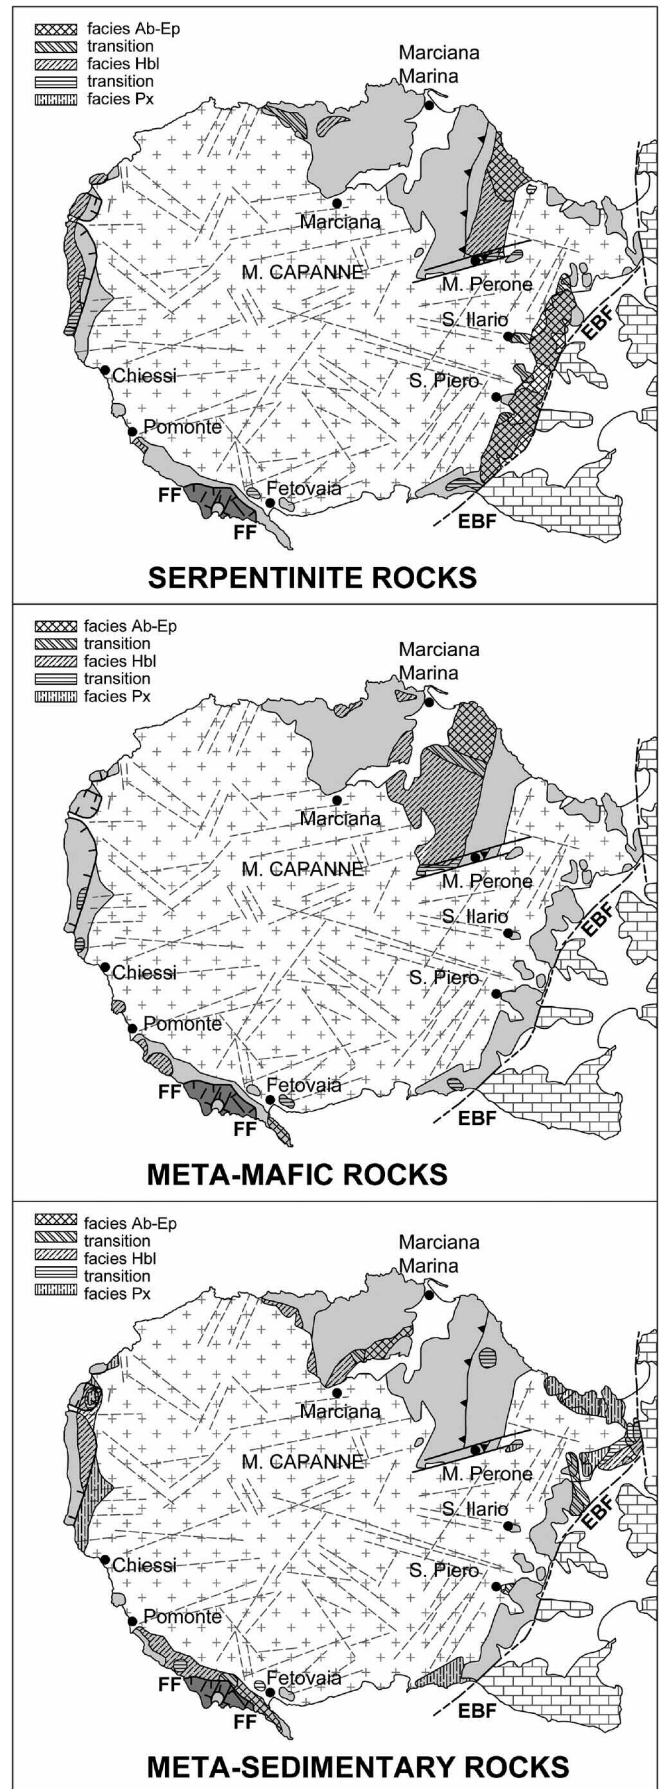 facies Ab-Ep
transition
facies Hbl
transition
facies Px
Marciana
Marina
Marciana
M. CAPANNE
M. Perone
S. Ilario
EBF
S. Piero
Chiessi
Pomonte
Fetovaia
FF
FF
EBF
SERPENTINITE ROCKS
facies Ab-Ep
transition
facies Hbl
transition
facies Px
Marciana
Marina
Marciana
M. CAPANNE
M. Perone
S. Ilario
EBF
S. Piero
Chiessi
Pomonte
Fetovaia
FF
FF
EBF
META-MAFIC ROCKS
facies Ab-Ep
transition
facies Hbl
transition
facies Px
Marciana
Marina
Marciana
M. CAPANNE
M. Perone
S. Ilario
EBF
S. Piero
Chiessi
Pomonte
Fetovaia
FF
FF
EBF
META-SEDIMENTARY ROCKS